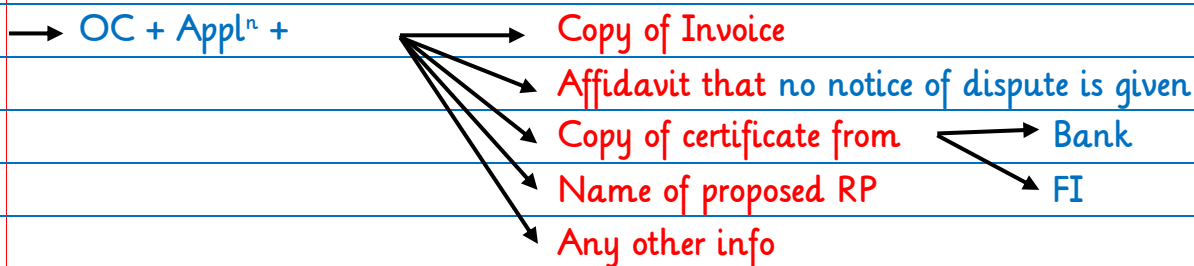 OC + Applⁿ + Copy of Invoice
Affidavit that no notice of dispute is given
Copy of certificate from Bank
Name of proposed RP FI
Any other info